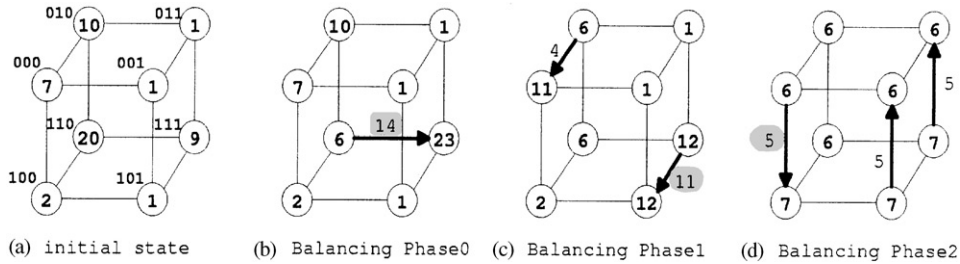 010 10 011 1
000 7 001 1
110 20 111 9
100 2 101 1
(a) initial state
10 1
7 1
14
6 23
2 1
(b) Balancing Phase0
6 1
4
11 1
6 12
11
2 12
(c) Balancing Phase1
6 6
6 6 5
5 6 5 7
7 7
(d) Balancing Phase2